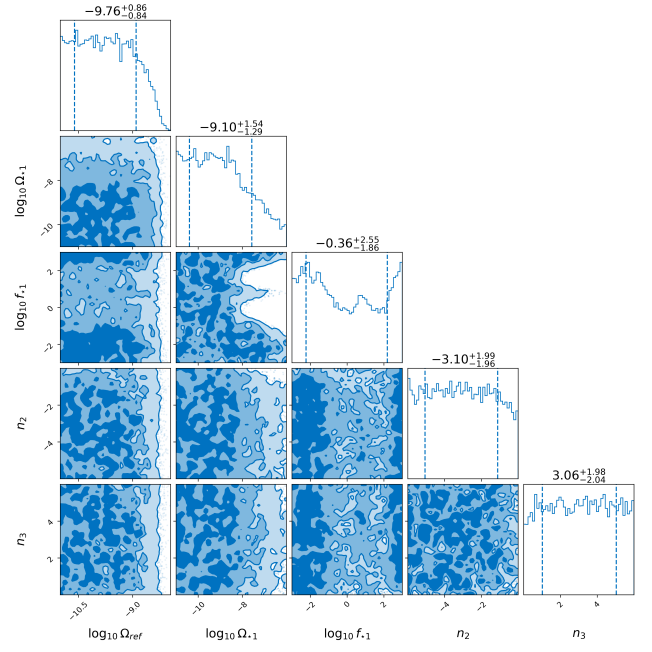 −9.76+0.86−0.84
−9.10+1.54−1.29
−8
−10
log10 Ω⋆1
−0.36+2.55−1.86
2
0
−2
log10 f⋆1
−3.10+1.99−1.96
−2
−4
n2
3.06+1.98−2.04
4
2
n3
−10.5 −9.0 −10 −8 −2 0 2 −4 −2 2 4
log10 Ωref log10 Ω⋆1 log10 f⋆1 n2 n3